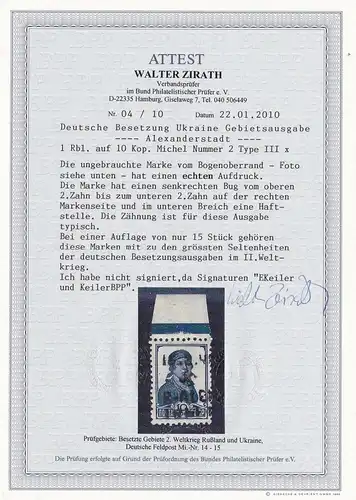 ATTEST
WALTER ZIRATH
Verbandsprüfer
im Bund Philatelistischer Prüfer e. V.
D-22335 Hamburg, Giselaweg 7, Tel. 040 506449
Nr. 04 / 10 Datum 22.01.2010
Deutsche Besetzung Ukraine Gebietsausgabe
---- Alexanderstadt ----
1 Rbl. auf 10 Kop. Michel Nummer 2 Type III x
Die ungebrauchte Marke vom Bogenoberrand - Foto
siehe unten - hat einen echten Aufdruck.
Die Marke hat einen senkrechten Bug vom oberen
2.Zahn bis zum unteren 2.Zahn auf der rechten
Markenseite und im unteren Bereich eine Haft-
stelle. Die Zähnung ist für diese Ausgabe
typisch.
Bei einer Auflage von nur 15 Stück gehören
diese Marken mit zu den grössten Seltenheiten
der deutschen Besetzungsausgaben im II.Welt-
krieg.
Ich habe nicht signiert,da Signaturen "EKeiler
und KeilerBPP".
Prüfgebiete: Besetzte Gebiete 2. Weltkrieg Rußland und Ukraine,
Deutsche Feldpost Mi.-Nr. 14 - 15
Die Prüfung erfolgte auf Grund der Prüfordnung des Bundes Philatelistischer Prüfer e.V.